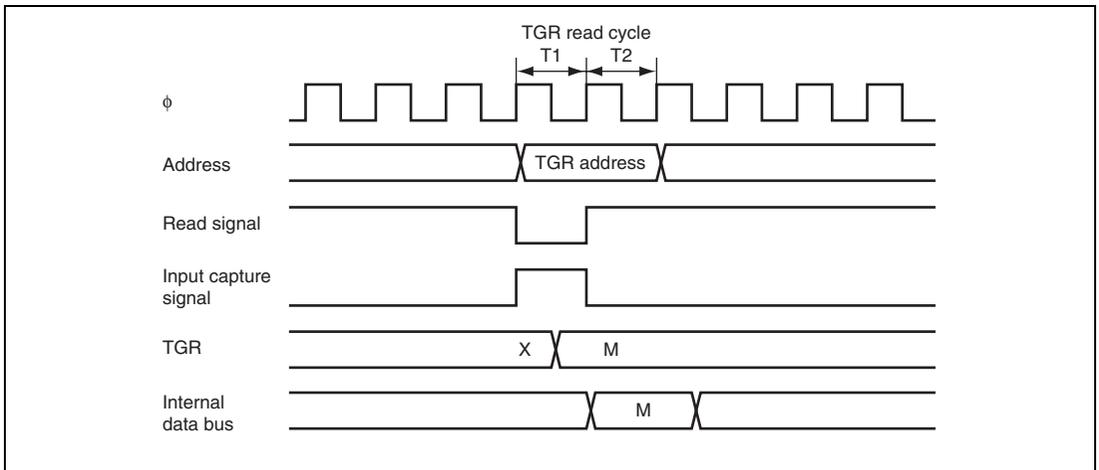 TGR read cycle
T1 T2
ϕ
Address
TGR address
Read signal
Input capture
signal
TGR
X M
Internal
data bus
M